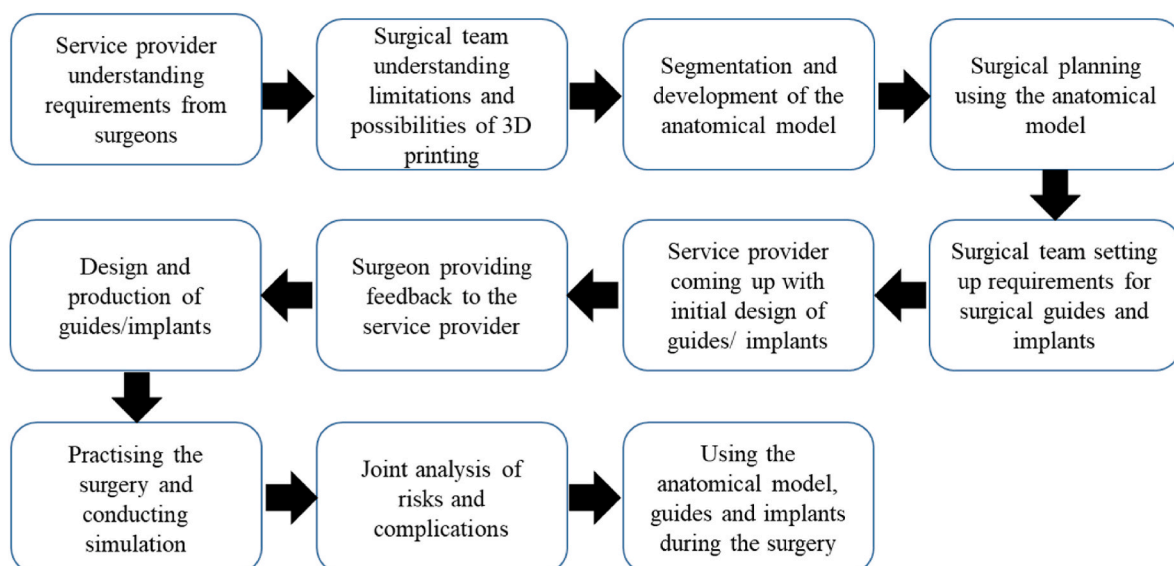 Service provider
understanding
requirements from
surgeons
Surgical team
understanding
limitations and
possibilities of 3D
printing
Segmentation and
development of the
anatomical model
Surgical planning
using the anatomical
model
Surgical team setting
up requirements for
surgical guides and
implants
Service provider
coming up with
initial design of
guides/ implants
Surgeon providing
feedback to the
service provider
Design and
production of
guides/implants
Practising the
surgery and
conducting
simulation
Joint analysis of
risks and
complications
Using the
anatomical model,
guides and implants
during the surgery